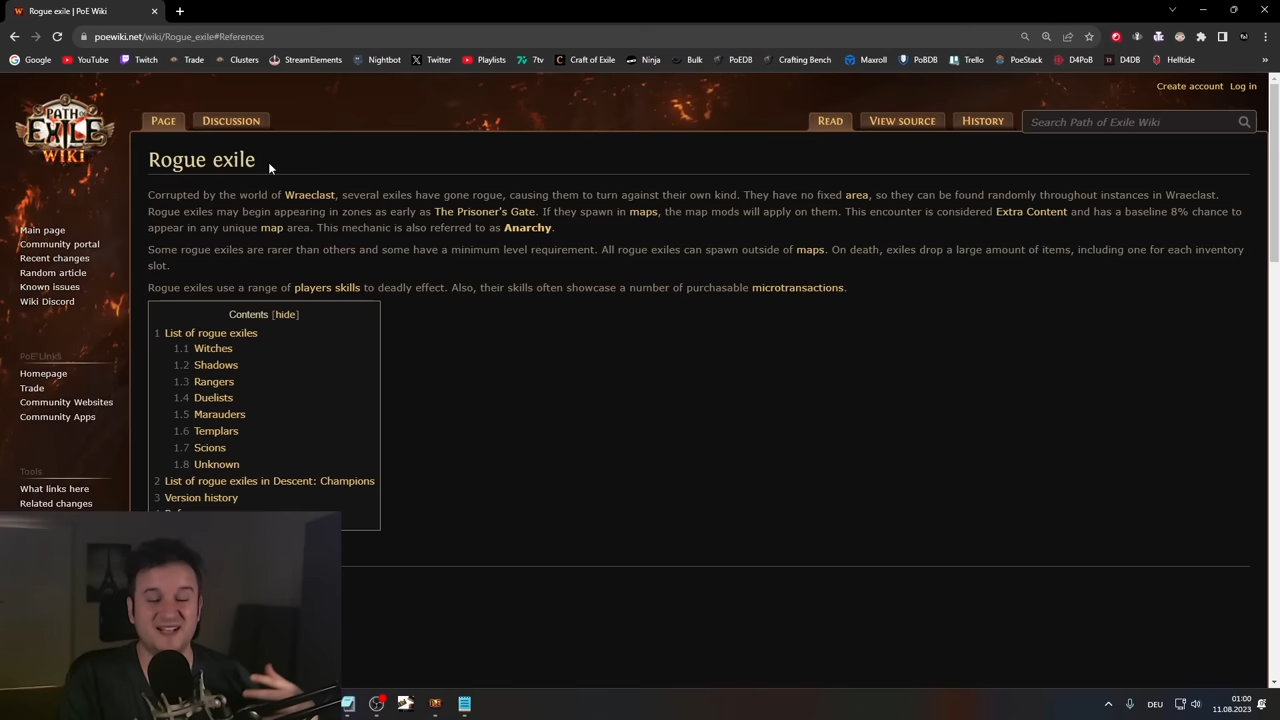 Rogue exile | PoE Wiki
poewiki.net/wiki/Rogue_exile#References
Google YouTube Twitch Trade Clusters StreamElements Nightbot Twitter Playlists 7tv Craft of Exile Ninja Bulk PoEDB Crafting Bench Maxroll PoBDB Trello PoeStack D4PoB D4DB Helltide
Create account Log in
PATH OF
EXILE
WIKI
PAGE DISCUSSION READ VIEW SOURCE HISTORY Search Path of Exile Wiki
Rogue exile
Corrupted by the world of Wraeclast, several exiles have gone rogue, causing them to turn against their own kind. They have no fixed area, so they can be found randomly throughout instances in Wraeclast.
Rogue exiles may begin appearing in zones as early as The Prisoner's Gate. If they spawn in maps, the map mods will apply on them. This encounter is considered Extra Content and has a baseline 8% chance to
appear in any unique map area. This mechanic is also referred to as Anarchy.
Some rogue exiles are rarer than others and some have a minimum level requirement. All rogue exiles can spawn outside of maps. On death, exiles drop a large amount of items, including one for each inventory
slot.
Rogue exiles use a range of players skills to deadly effect. Also, their skills often showcase a number of purchasable microtransactions.
Main page
Community portal
Recent changes
Random article
Known issues
Wiki Discord
PoE Links
Homepage
Trade
Community Websites
Community Apps
Tools
What links here
Related changes
Contents [hide]
1 List of rogue exiles
1.1 Witches
1.2 Shadows
1.3 Rangers
1.4 Duelists
1.5 Marauders
1.6 Templars
1.7 Scions
1.8 Unknown
2 List of rogue exiles in Descent: Champions
3 Version history
DEU
01:00
11.08.2023